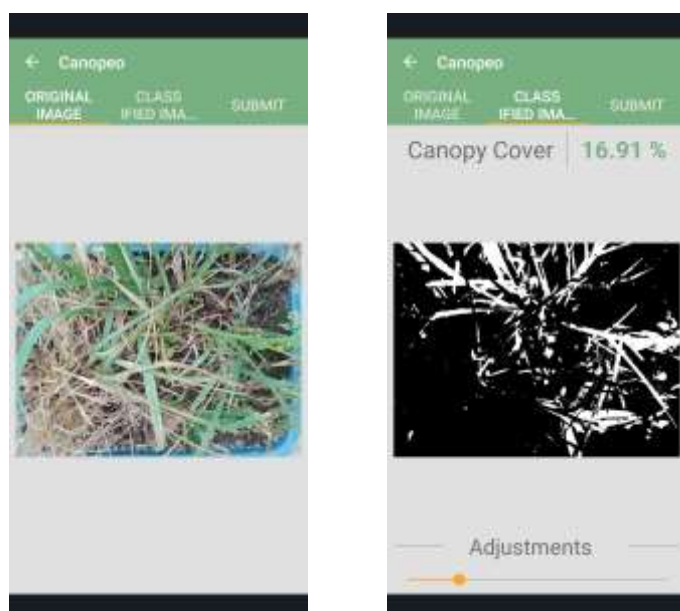 ← Canopeo
ORIGINAL IMAGE
CLASS IFIED IMA...
SUBMIT
← Canopeo
ORIGINAL IMAGE
CLASS IFIED IMA...
SUBMIT
Canopy Cover 16.91 %
Adjustments